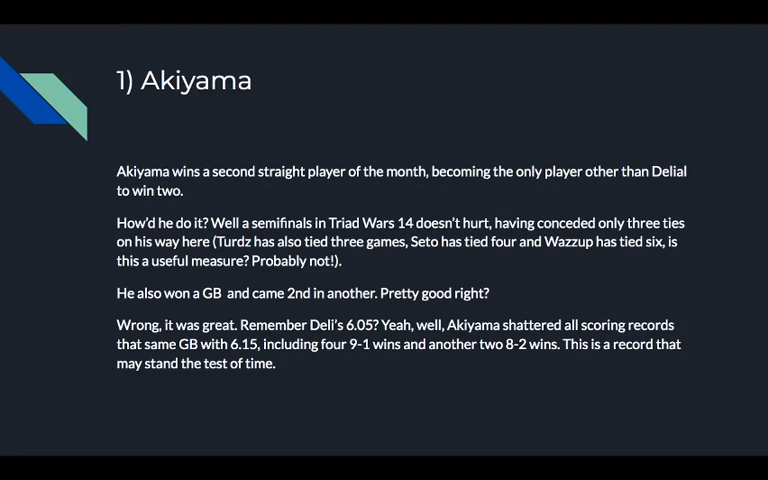 1) Akiyama
Akiyama wins a second straight player of the month, becoming the only player other than Delial
to win two.
How'd he do it? Well a semifinals in Triad Wars 14 doesn't hurt, having conceded only three ties
on his way here (Turdz has also tied three games, Seto has tied four and Wazzup has tied six, is
this a useful measure? Probably not!).
He also won a GB and came 2nd in another. Pretty good right?
Wrong, it was great. Remember Deli's 6.05? Yeah, well, Akiyama shattered all scoring records
that same GB with 6.15, including four 9-1 wins and another two 8-2 wins. This is a record that
may stand the test of time.